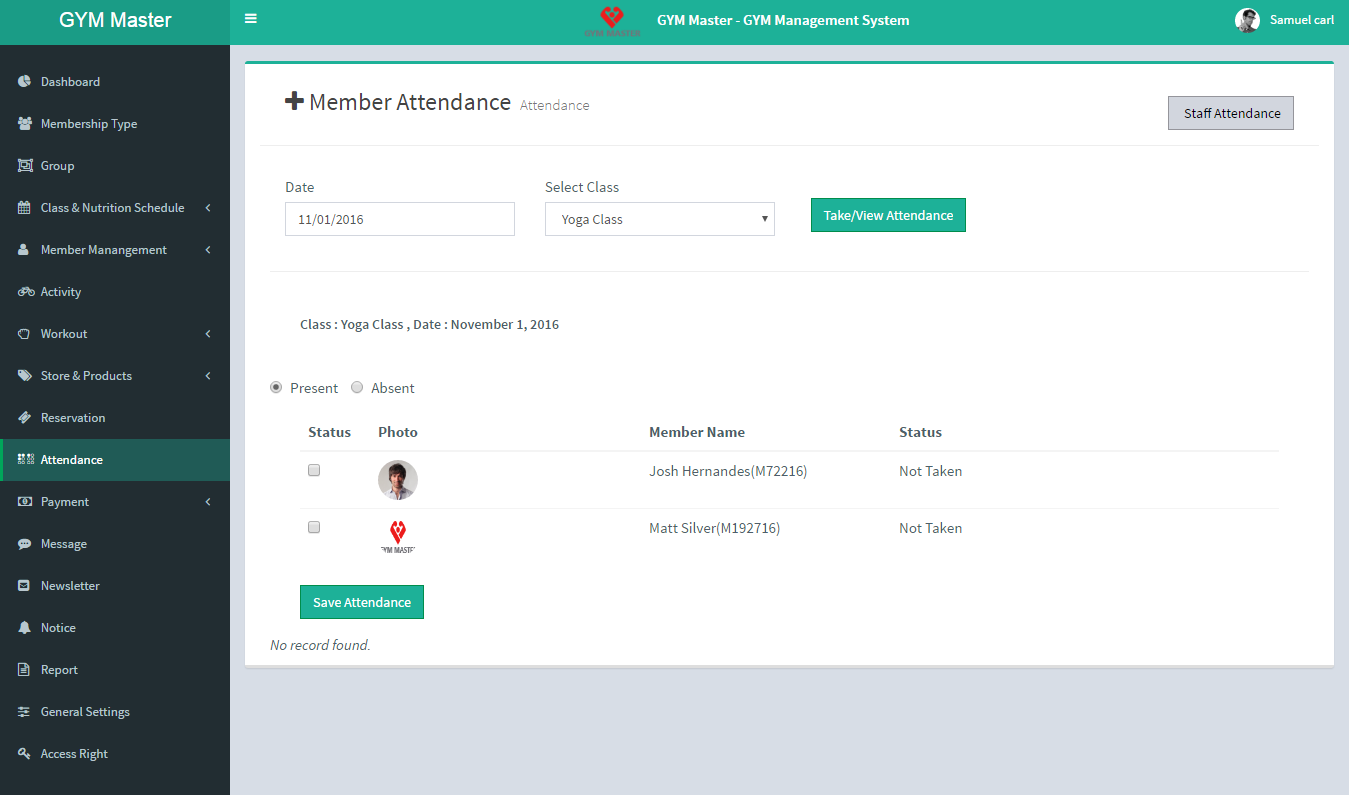 GYM Master
GYM MASTER
GYM Master - GYM Management System
Samuel carl
Dashboard
Membership Type
Group
Class & Nutrition Schedule
Member Manangement
Activity
Workout
Store & Products
Reservation
Attendance
Payment
Message
Newsletter
Notice
Report
General Settings
Access Right
Member Attendance Attendance
Staff Attendance
Date
Select Class
11/01/2016
Yoga Class
Take/View Attendance
Class : Yoga Class , Date : November 1, 2016
Present Absent
Status Photo Member Name Status
Josh Hernandes(M72216) Not Taken
Matt Silver(M192716) Not Taken
GYM MASTER
Save Attendance
No record found.